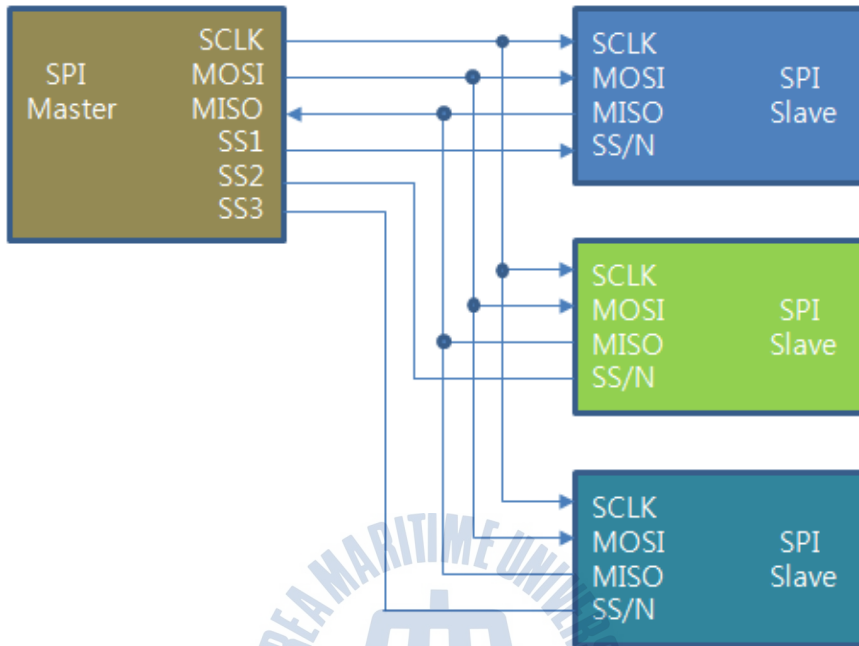 SPI
Master
SCLK
MOSI
MISO
SS1
SS2
SS3
SCLK
MOSI
MISO
SS/N
SPI
Slave
SCLK
MOSI
MISO
SS/N
SPI
Slave
SCLK
MOSI
MISO
SS/N
SPI
Slave
MARITIME